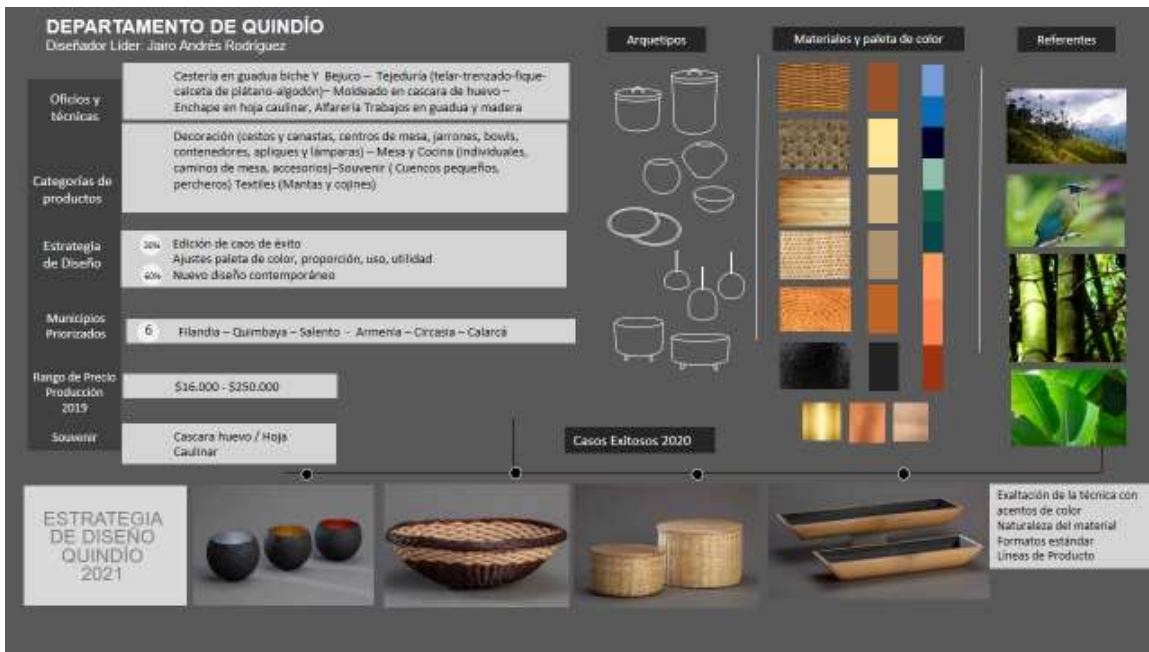 DEPARTAMENTO DE QUINDÍO
Diseñador Líder: Jairo Andrés Rodríguez
Oficios y
técnicas
Cestería en guadua biche Y Bejuco – Tejeduría (telar-trenzado-fique-
calceta de plátano-algodón)– Moldeado en cascara de huevo –
Enchape en hoja caulinar, Alfarería Trabajos en guadua y madera
Categorías de
productos
Decoración (cestos y canastas, centros de mesa, jarrones, bowls,
contenedores, apliques y lámparas) – Mesa y Cocina (Individuales,
caminos de mesa, accesorios)–Souvenir ( Cuencos pequeños,
percheros) Textiles (Mantas y cojines)
Estrategia
de Diseño
Edición de caos de éxito
Ajustes paleta de color, proporción, uso, utilidad
60% Nuevo diseño contemporáneo
Municipios
Priorizados
6 Filandia – Quimbaya – Salento - Armenia – Circasia – Calarcá
Rango de Precio
Producción
2019
$16.000 - $250.000
Souvenir
Cascara huevo / Hoja
Caulinar
Arquetipos
Materiales y paleta de color
Referentes
Casos Exitosos 2020
ESTRATEGIA
DE DISEÑO
QUINDÍO
2021
Exaltación de la técnica con
acentos de color
Naturaleza del material
Formatos estándar
Líneas de Producto